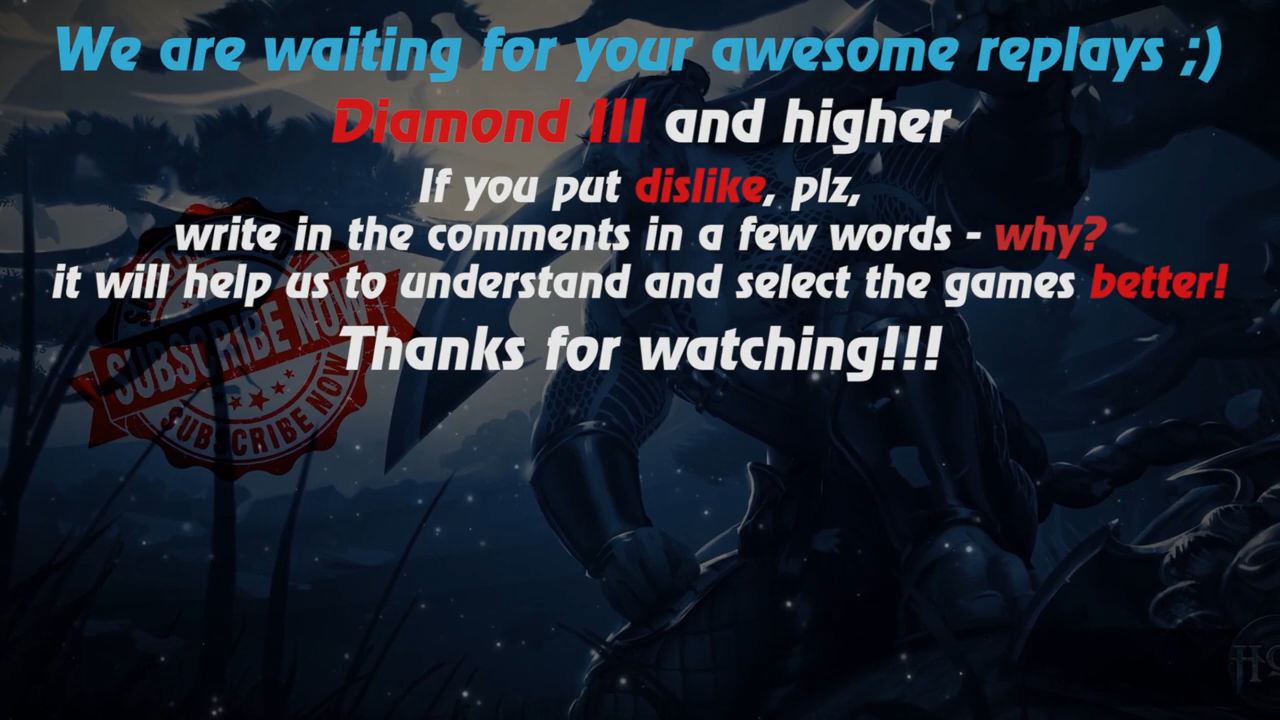 We are waiting for your awesome replays ;)
Diamond III and higher
If you put dislike, plz,
write in the comments in a few words - why?
it will help us to understand and select the games better!
Thanks for watching!!!
SUBSCRIBE NOW
SUBSCRIBE NOW
SUBSCRIBE NOW